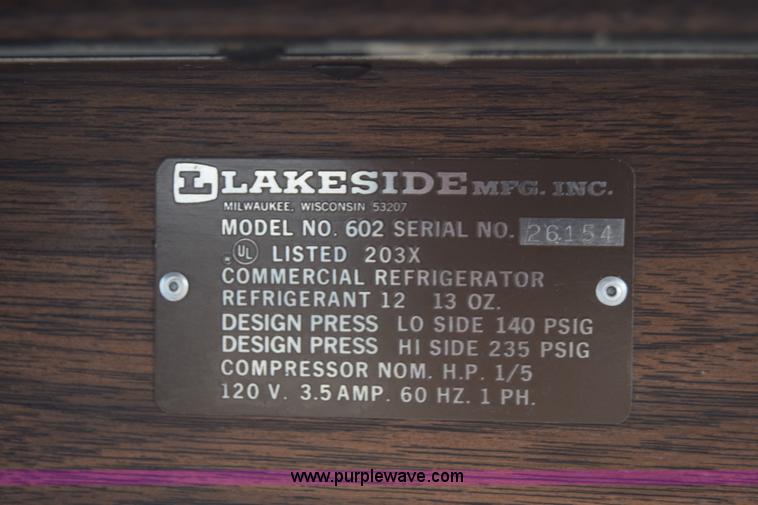 L LAKESIDE MFG. INC.
MILWAUKEE, WISCONSIN 53207
MODEL NO. 602 SERIAL NO. 26154
UL LISTED 203X
COMMERCIAL REFRIGERATOR
REFRIGERANT 12 13 OZ.
DESIGN PRESS LO SIDE 140 PSIG
DESIGN PRESS HI SIDE 235 PSIG
COMPRESSOR NOM. H.P. 1/5
120 V. 3.5 AMP. 60 HZ. 1 PH.
www.purplewave.com